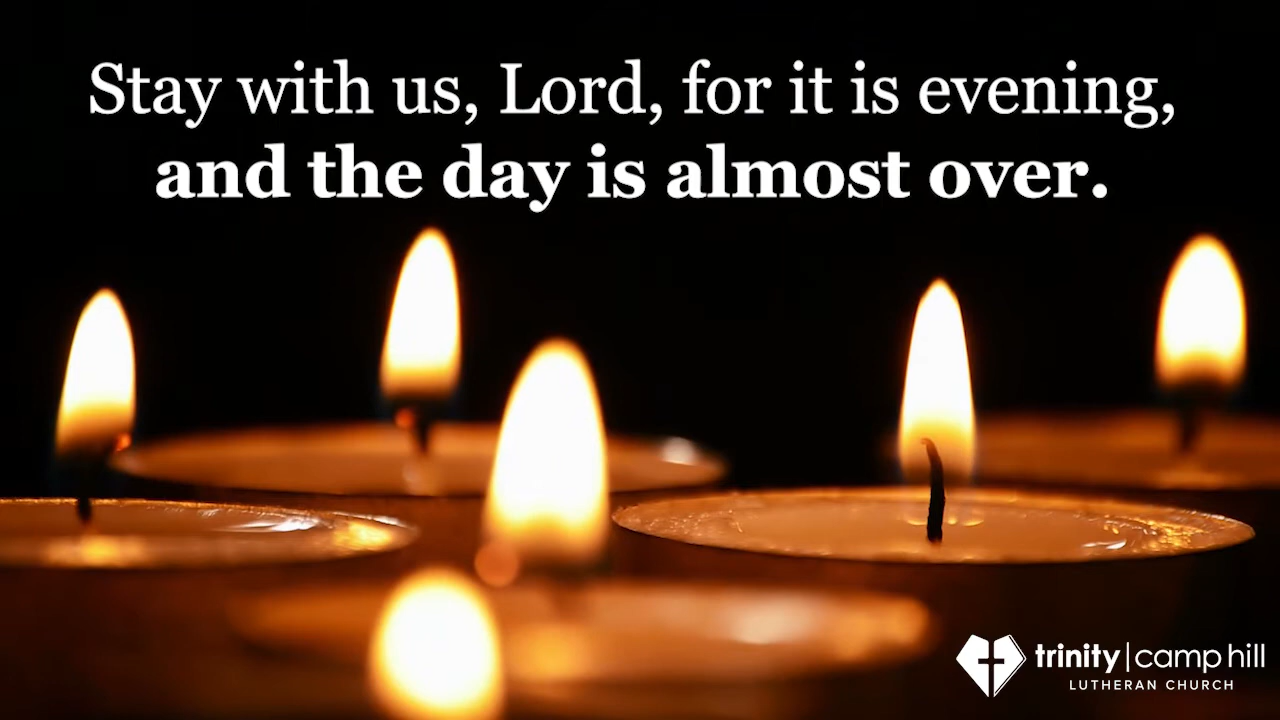 Stay with us, Lord, for it is evening,
and the day is almost over.
trinity | camp hill
LUTHERAN CHURCH